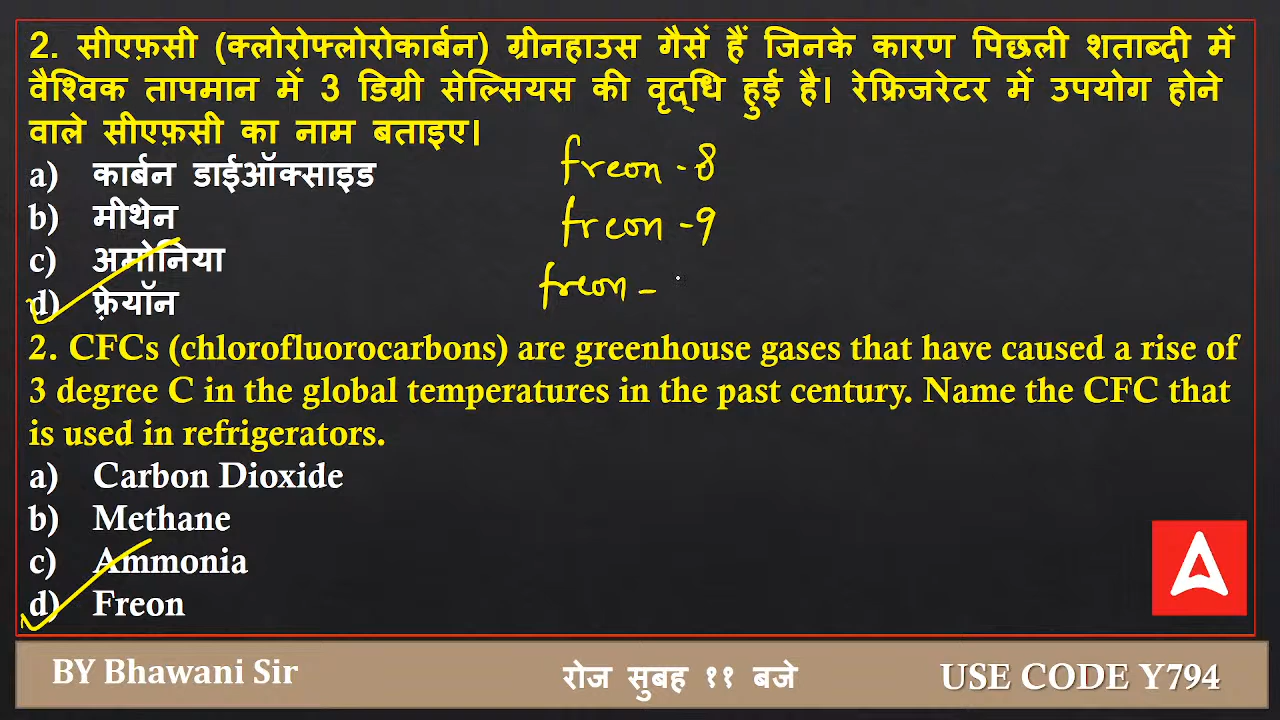 2. सीएफ़सी (क्लोरोफ्लोरोकार्बन) ग्रीनहाउस गैसें हैं जिनके कारण पिछली शताब्दी में
वैश्विक तापमान में 3 डिग्री सेल्सियस की वृद्धि हुई है। रेफ्रिजरेटर में उपयोग होने
वाले सीएफ़सी का नाम बताइए।
a) कार्बन डाईऑक्साइड
freon - 8
b) मीथेन
freon - 9
c) अमोनिया
freon -
d) फ़्रेयॉन
2. CFCs (chlorofluorocarbons) are greenhouse gases that have caused a rise of
3 degree C in the global temperatures in the past century. Name the CFC that
is used in refrigerators.
a) Carbon Dioxide
b) Methane
c) Ammonia
d) Freon
BY Bhawani Sir
रोज सुबह ११ बजे
USE CODE Y794